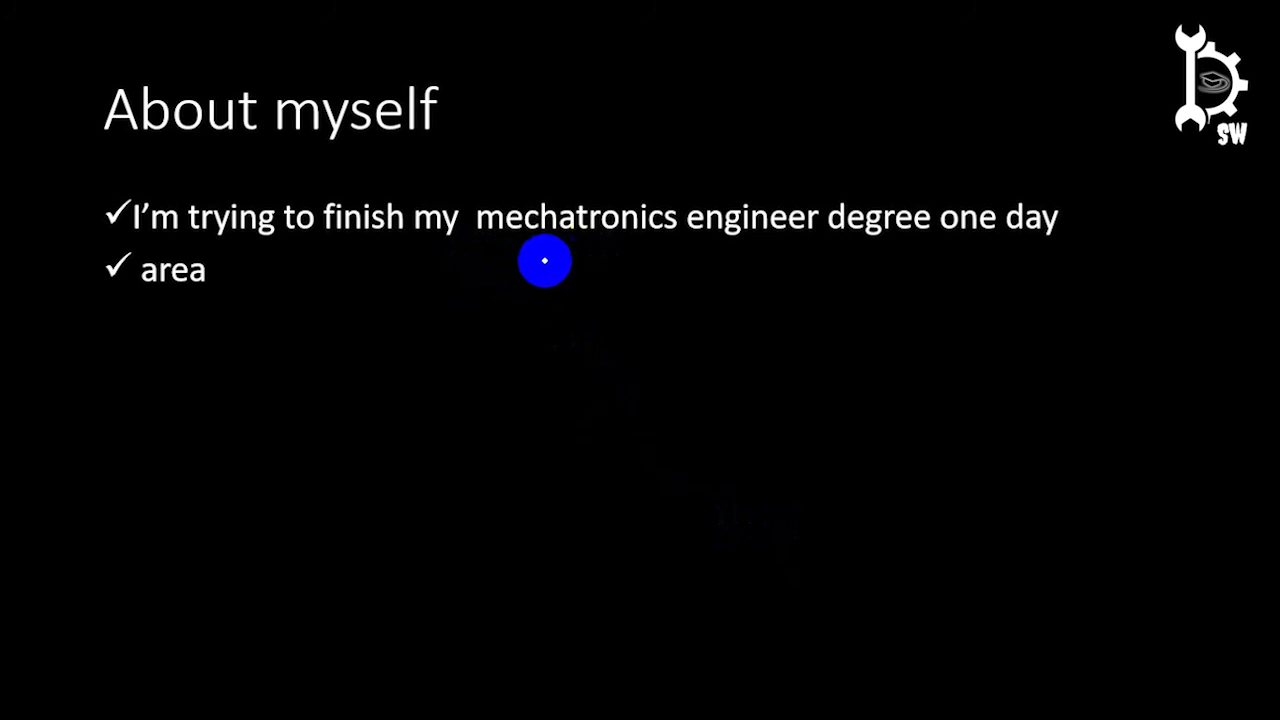 About myself
✓I’m trying to finish my  mechatronics engineer degree one day
✓ area
SW